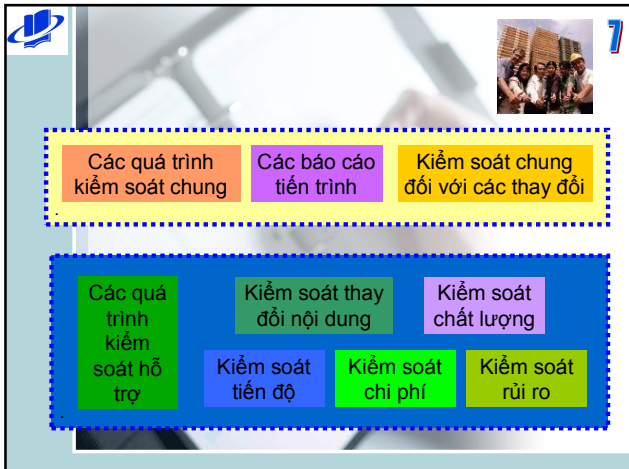 7
Các quá trình
kiểm soát chung
Các báo cáo
tiến trình
Kiểm soát chung
đối với các thay đổi
.
Các quá
trình
kiểm
soát hỗ
trợ
Kiểm soát thay
đổi nội dung
Kiểm soát
chất lượng
Kiểm soát
tiến độ
Kiểm soát
chi phí
Kiểm soát
rủi ro
.